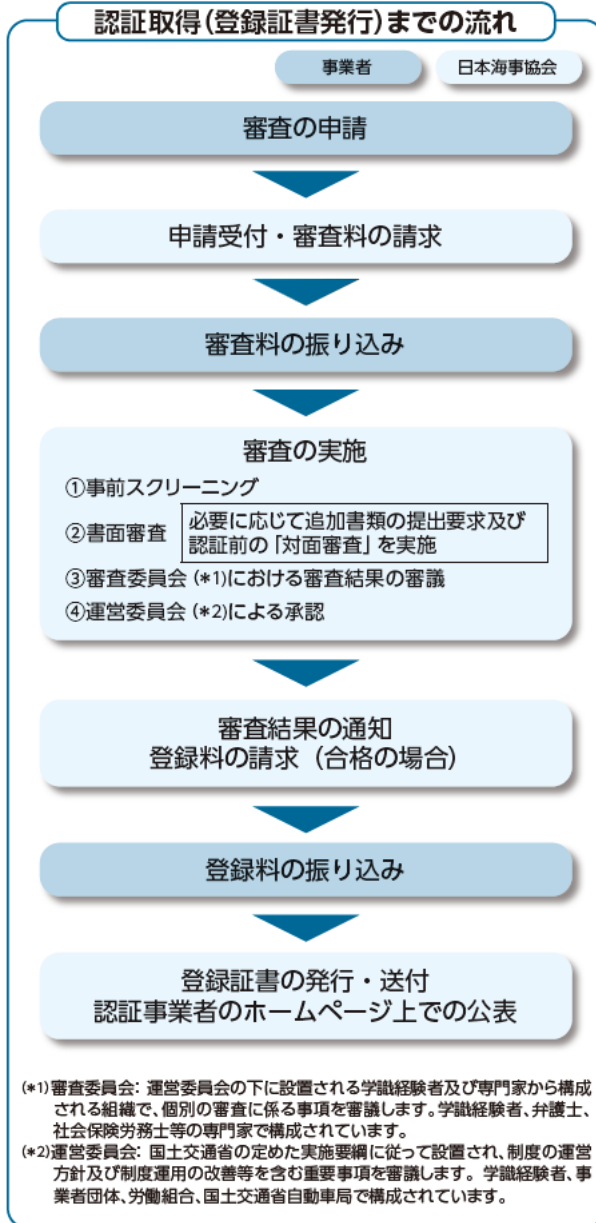 認証取得(登録証書発行)までの流れ
事業者
日本海事協会
審査の申請
申請受付・審査料の請求
審査料の振り込み
審査の実施
①事前スクリーニング
②書面審査
必要に応じて追加書類の提出要求及び
認証前の「対面審査」を実施
③審査委員会(*1)における審査結果の審議
④運営委員会(*2)による承認
審査結果の通知
登録料の請求(合格の場合)
登録料の振り込み
登録証書の発行・送付
認証事業者のホームページ上での公表
(*1)審査委員会: 運営委員会の下に設置される学識経験者及び専門家から構成
される組織で、個別の審査に係る事項を審議します。学識経験者、弁護士、
社会保険労務士等の専門家で構成されています。
(*2)運営委員会: 国土交通省の定めた実施要綱に従って設置され、制度の運営
方針及び制度運用の改善等を含む重要事項を審議します。学識経験者、事
業者団体、労働組合、国土交通省自動車局で構成されています。